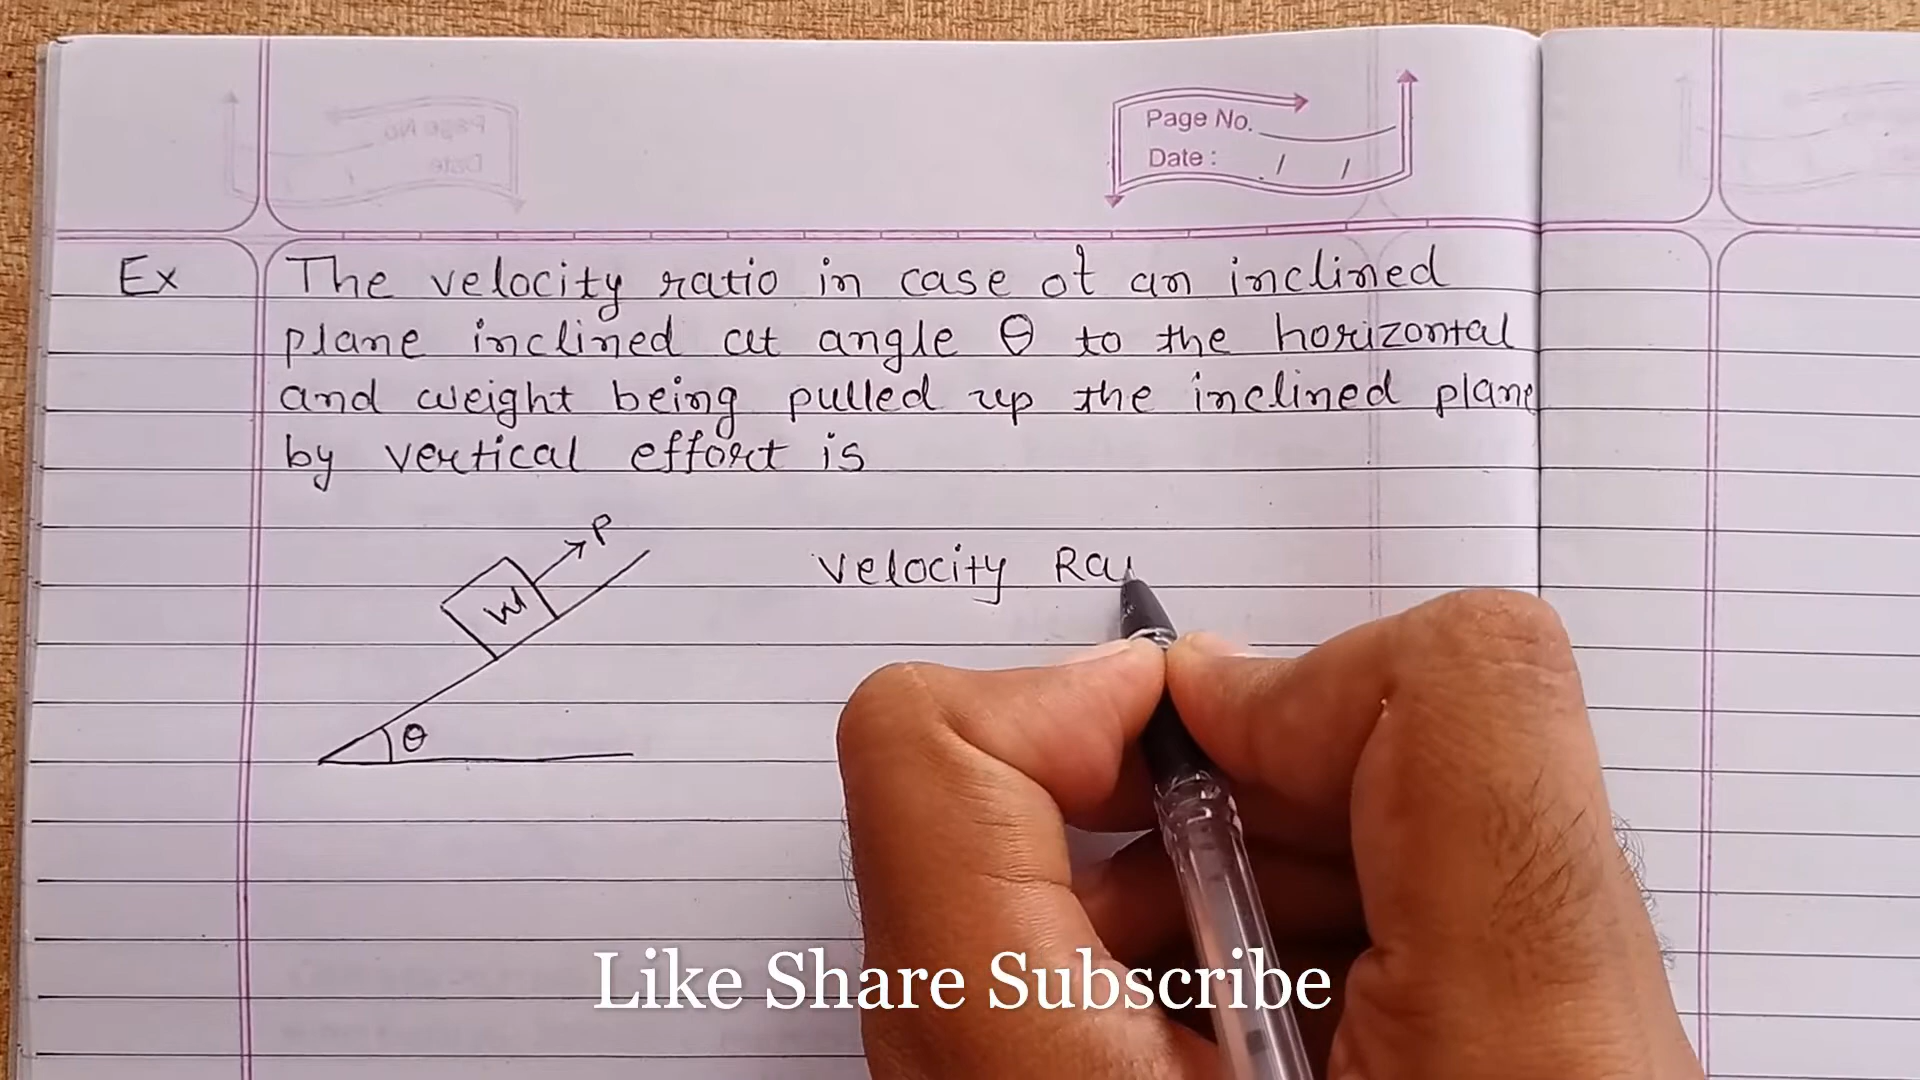 Page No.
Date : / /
Ex The velocity ratio in case of an inclined
plane inclined at angle θ to the horizontal
and weight being pulled up the inclined plane
by vertical effort is
P
Velocity Ra
W
θ
Like Share Subscribe